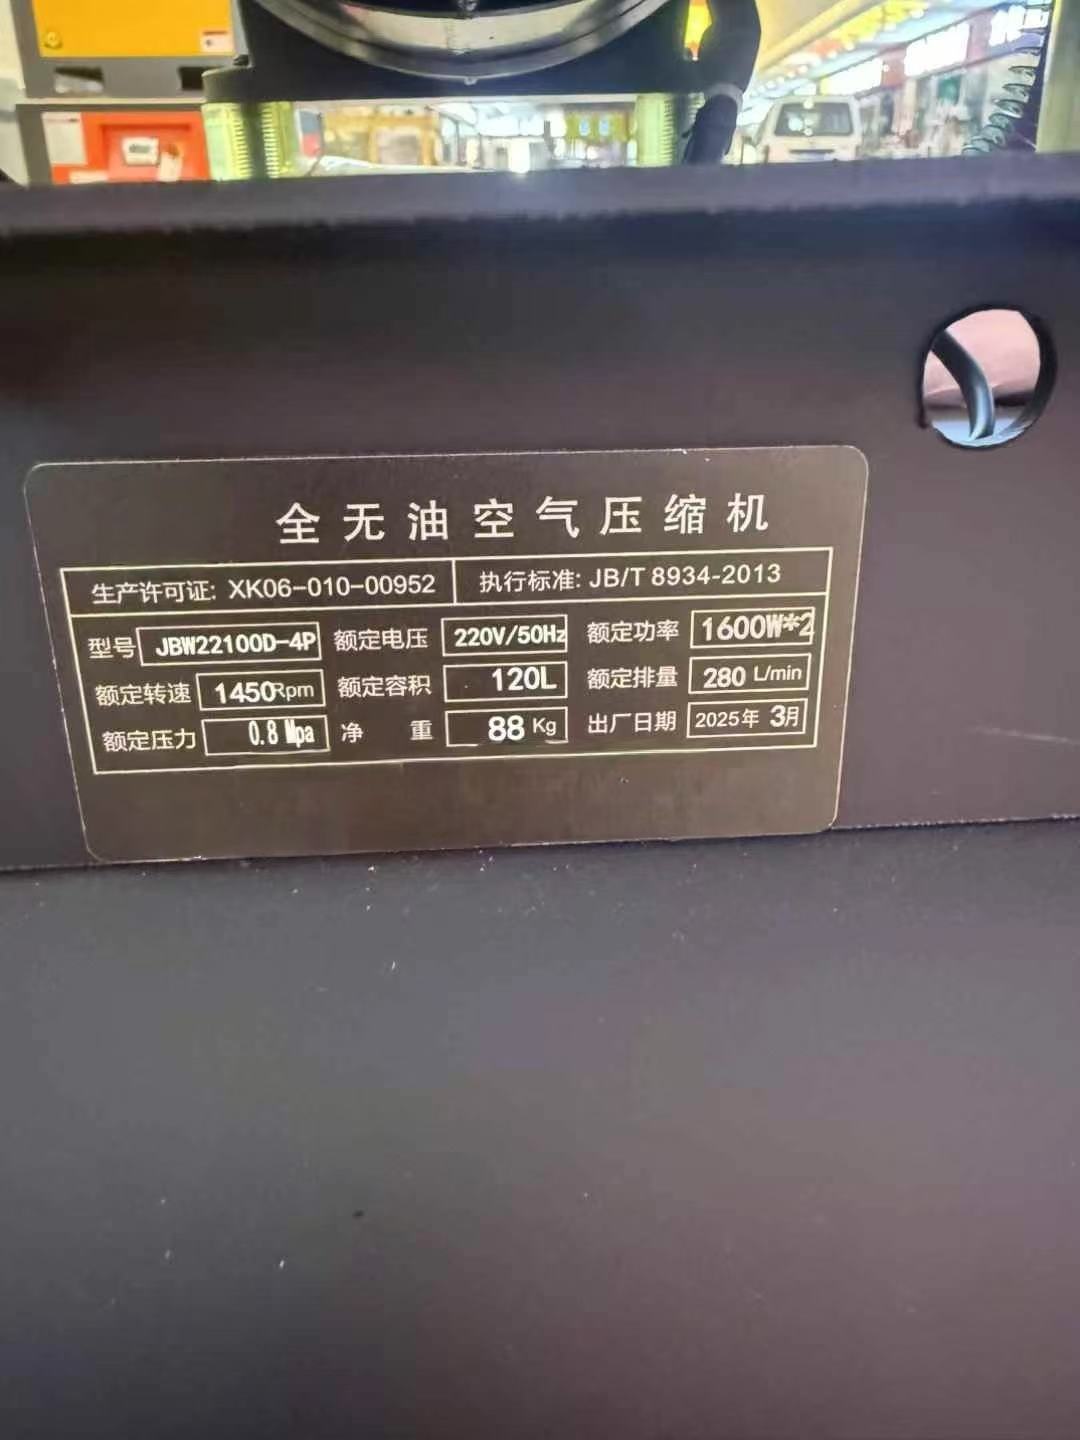 全无油空气压缩机
生产许可证: XK06-010-00952 执行标准: JB/T 8934-2013
型号 JBW22100D-4P 额定电压 220V/50Hz 额定功率 1600W*2
额定转速 1450Rpm 额定容积 120L 额定排量 280 L/min
额定压力 0.8 Mpa 净 重 88 Kg 出厂日期 2025年 3月